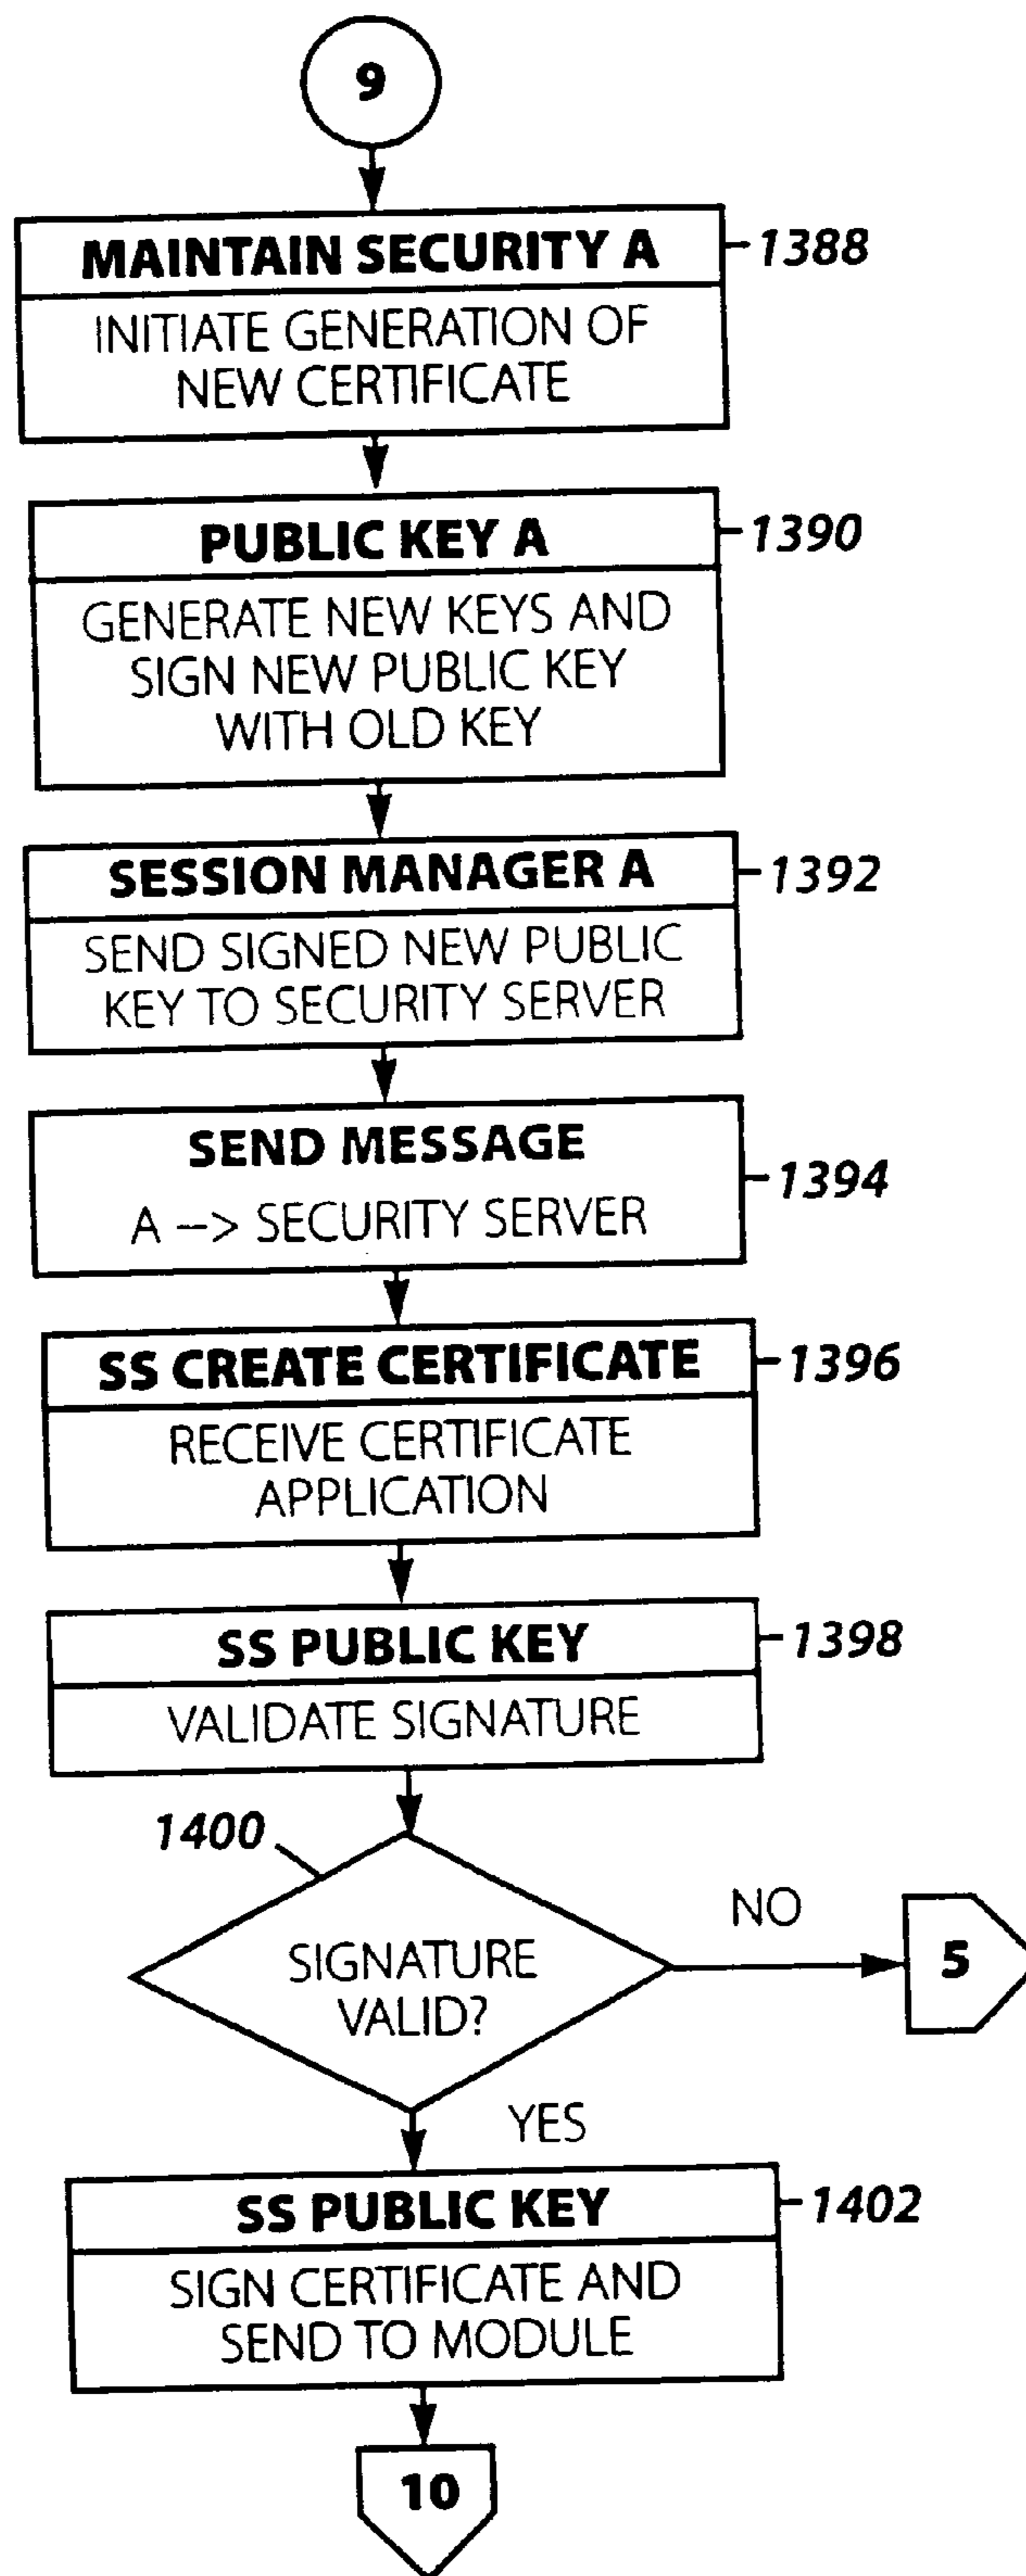 9
MAINTAIN SECURITY A
1388
INITIATE GENERATION OF
NEW CERTIFICATE
PUBLIC KEY A
1390
GENERATE NEW KEYS AND
SIGN NEW PUBLIC KEY
WITH OLD KEY
SESSION MANAGER A
1392
SEND SIGNED NEW PUBLIC
KEY TO SECURITY SERVER
SEND MESSAGE
1394
A --> SECURITY SERVER
SS CREATE CERTIFICATE
1396
RECEIVE CERTIFICATE
APPLICATION
SS PUBLIC KEY
1398
VALIDATE SIGNATURE
1400
SIGNATURE
VALID?
NO
5
YES
SS PUBLIC KEY
1402
SIGN CERTIFICATE AND
SEND TO MODULE
10